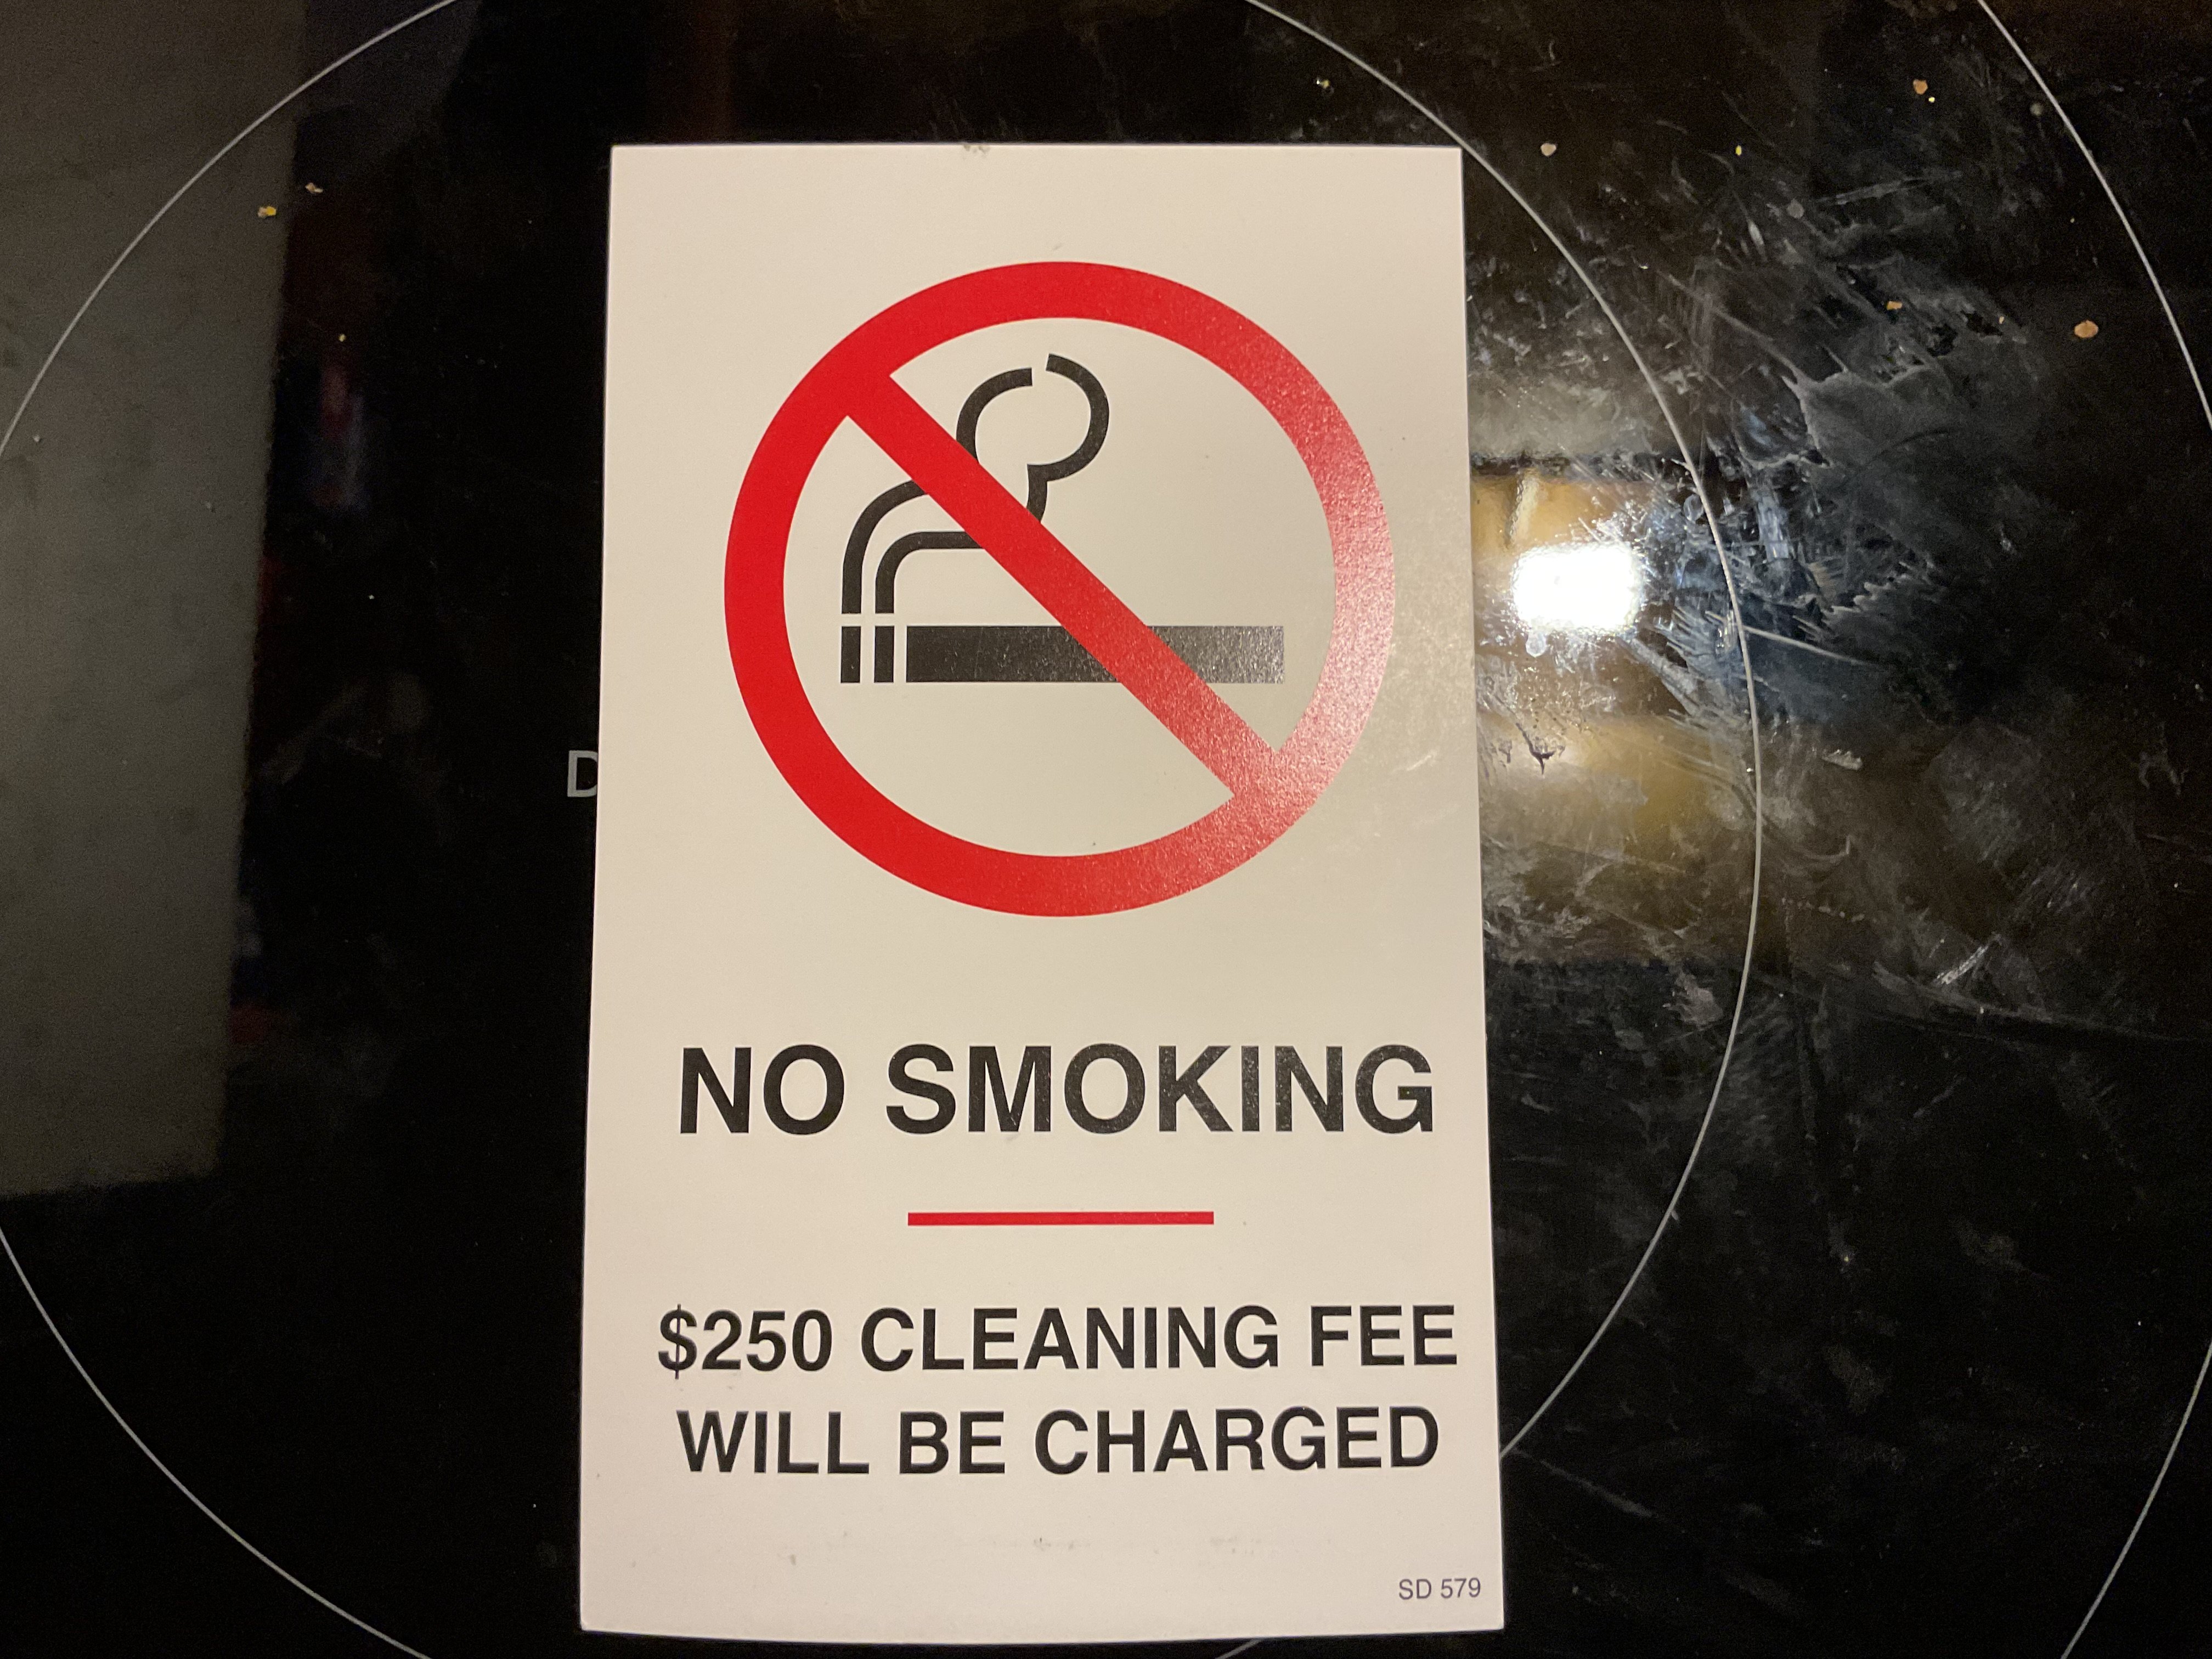 D
NO SMOKING
$250 CLEANING FEE
WILL BE CHARGED
SD 579